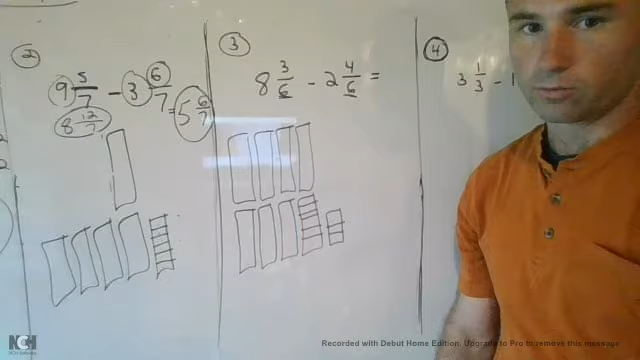 ②
9 5/7 - 3 6/7 = 5 6/7
8 12/7
③
8 3/6 - 2 4/6 =
④
3 1/3 - 1
NCH
Recorded with Debut Home Edition. Upgrade to Pro to remove this message